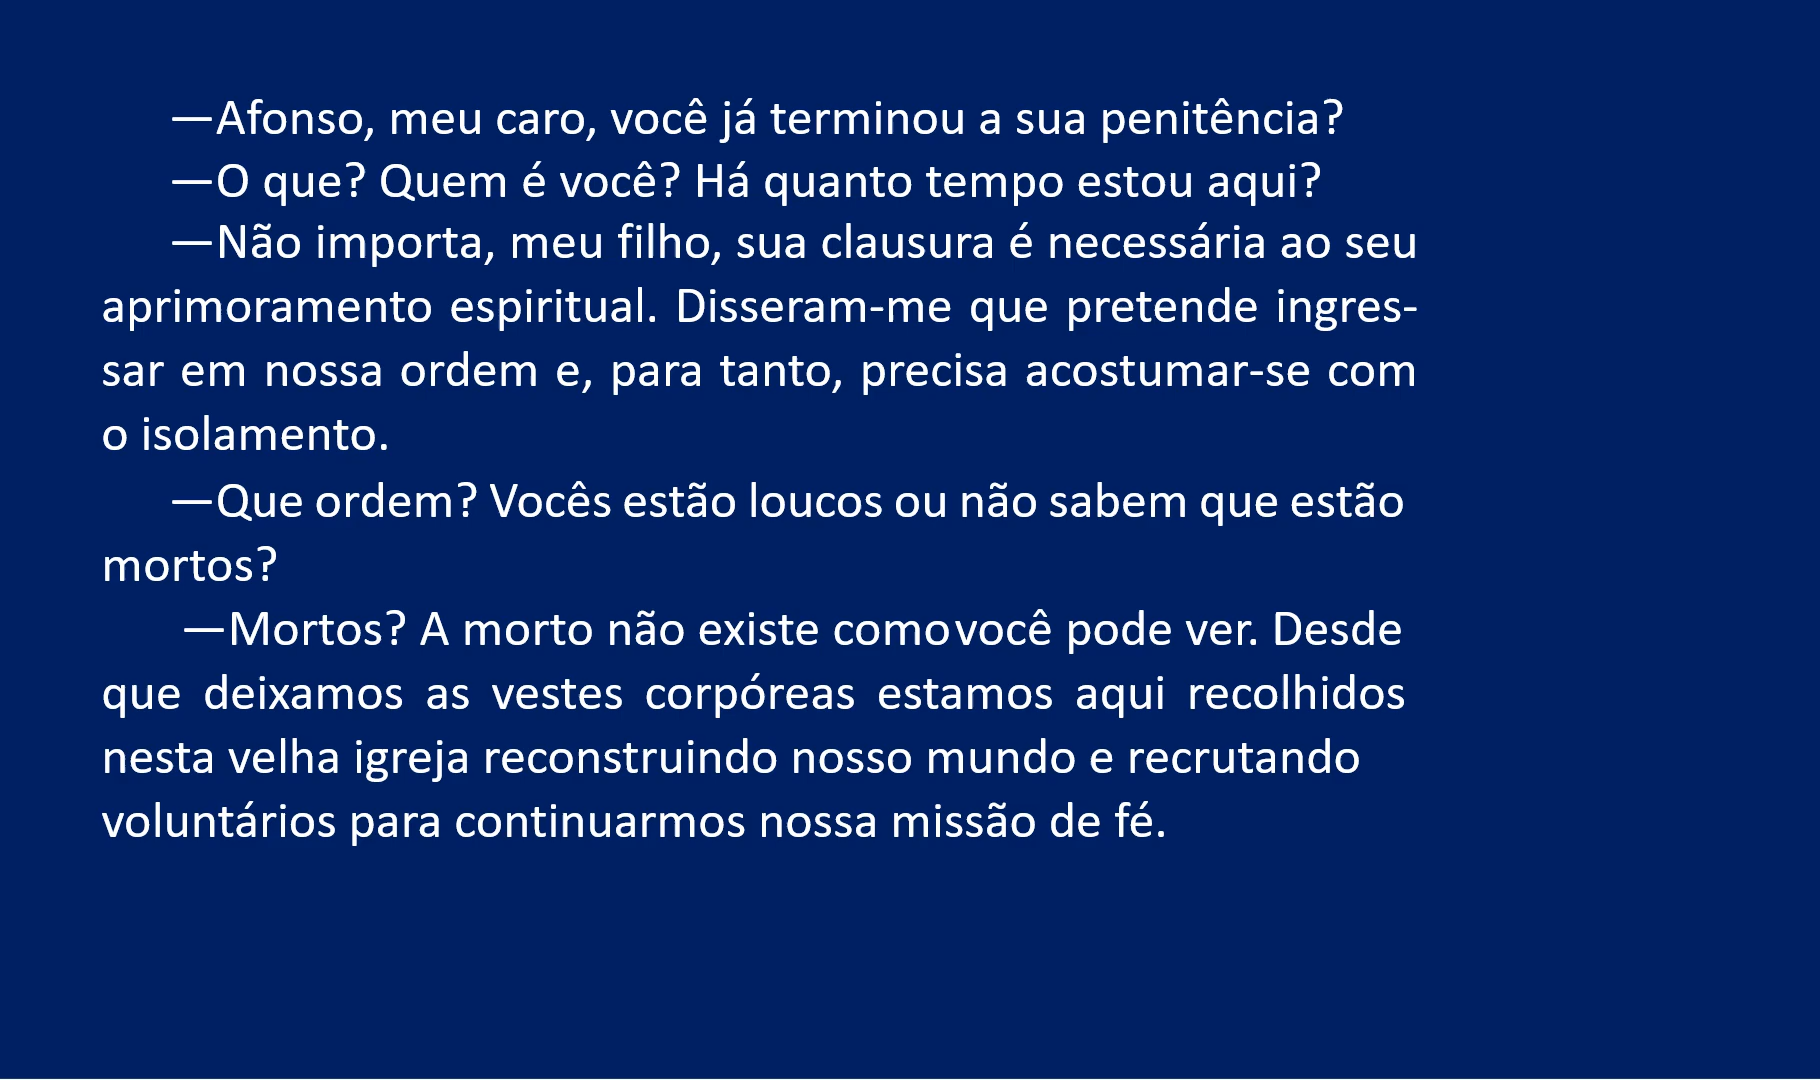 —Afonso, meu caro, você já terminou a sua penitência?
—O que? Quem é você? Há quanto tempo estou aqui?
—Não importa, meu filho, sua clausura é necessária ao seu
aprimoramento espiritual. Disseram-me que pretende ingres-
sar em nossa ordem e, para tanto, precisa acostumar-se com
o isolamento.
—Que ordem? Vocês estão loucos ou não sabem que estão
mortos?
—Mortos? A morto não existe como você pode ver. Desde
que deixamos as vestes corpóreas estamos aqui recolhidos
nesta velha igreja reconstruindo nosso mundo e recrutando
voluntários para continuarmos nossa missão de fé.